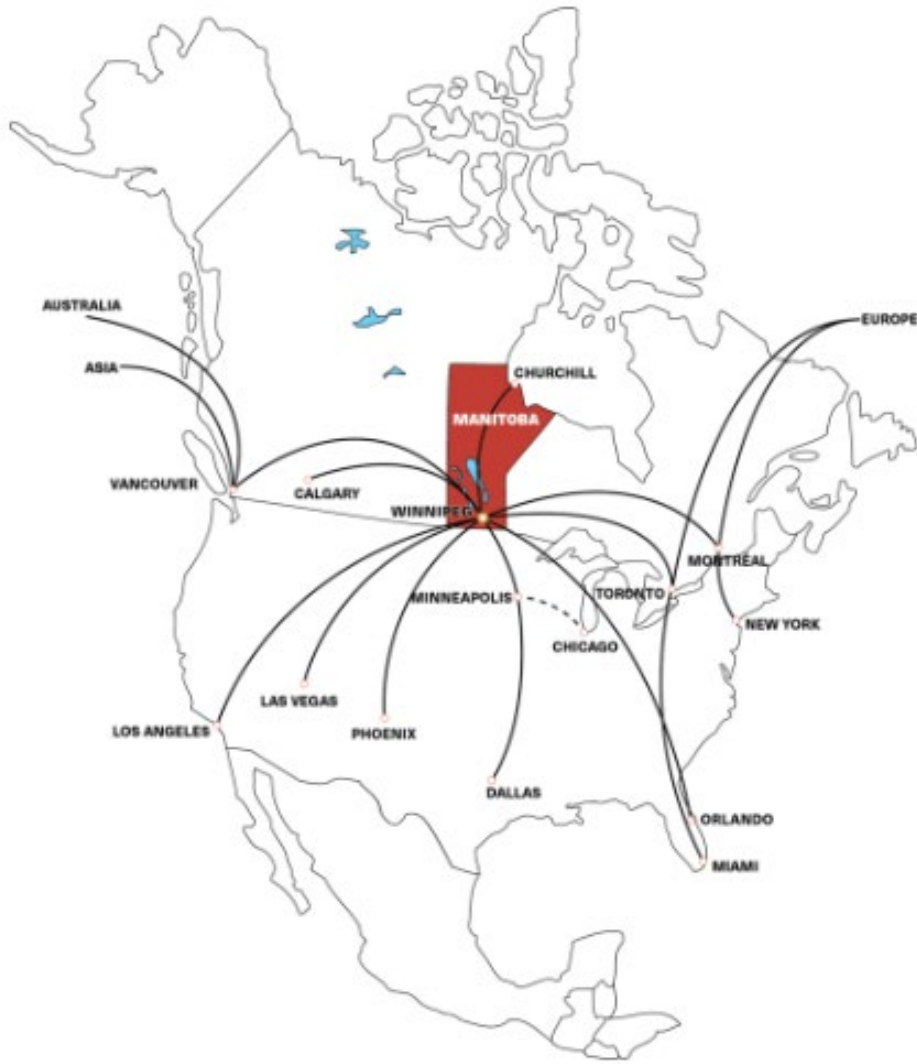 AUSTRALIA
EUROPE
ASIA
CHURCHILL
MANITOBA
VANCOUVER
CALGARY
WINNIPEG
MONTRÉAL
MINNEAPOLIS
TORONTO
NEW YORK
CHICAGO
LAS VEGAS
LOS ANGELES
PHOENIX
DALLAS
ORLANDO
MIAMI